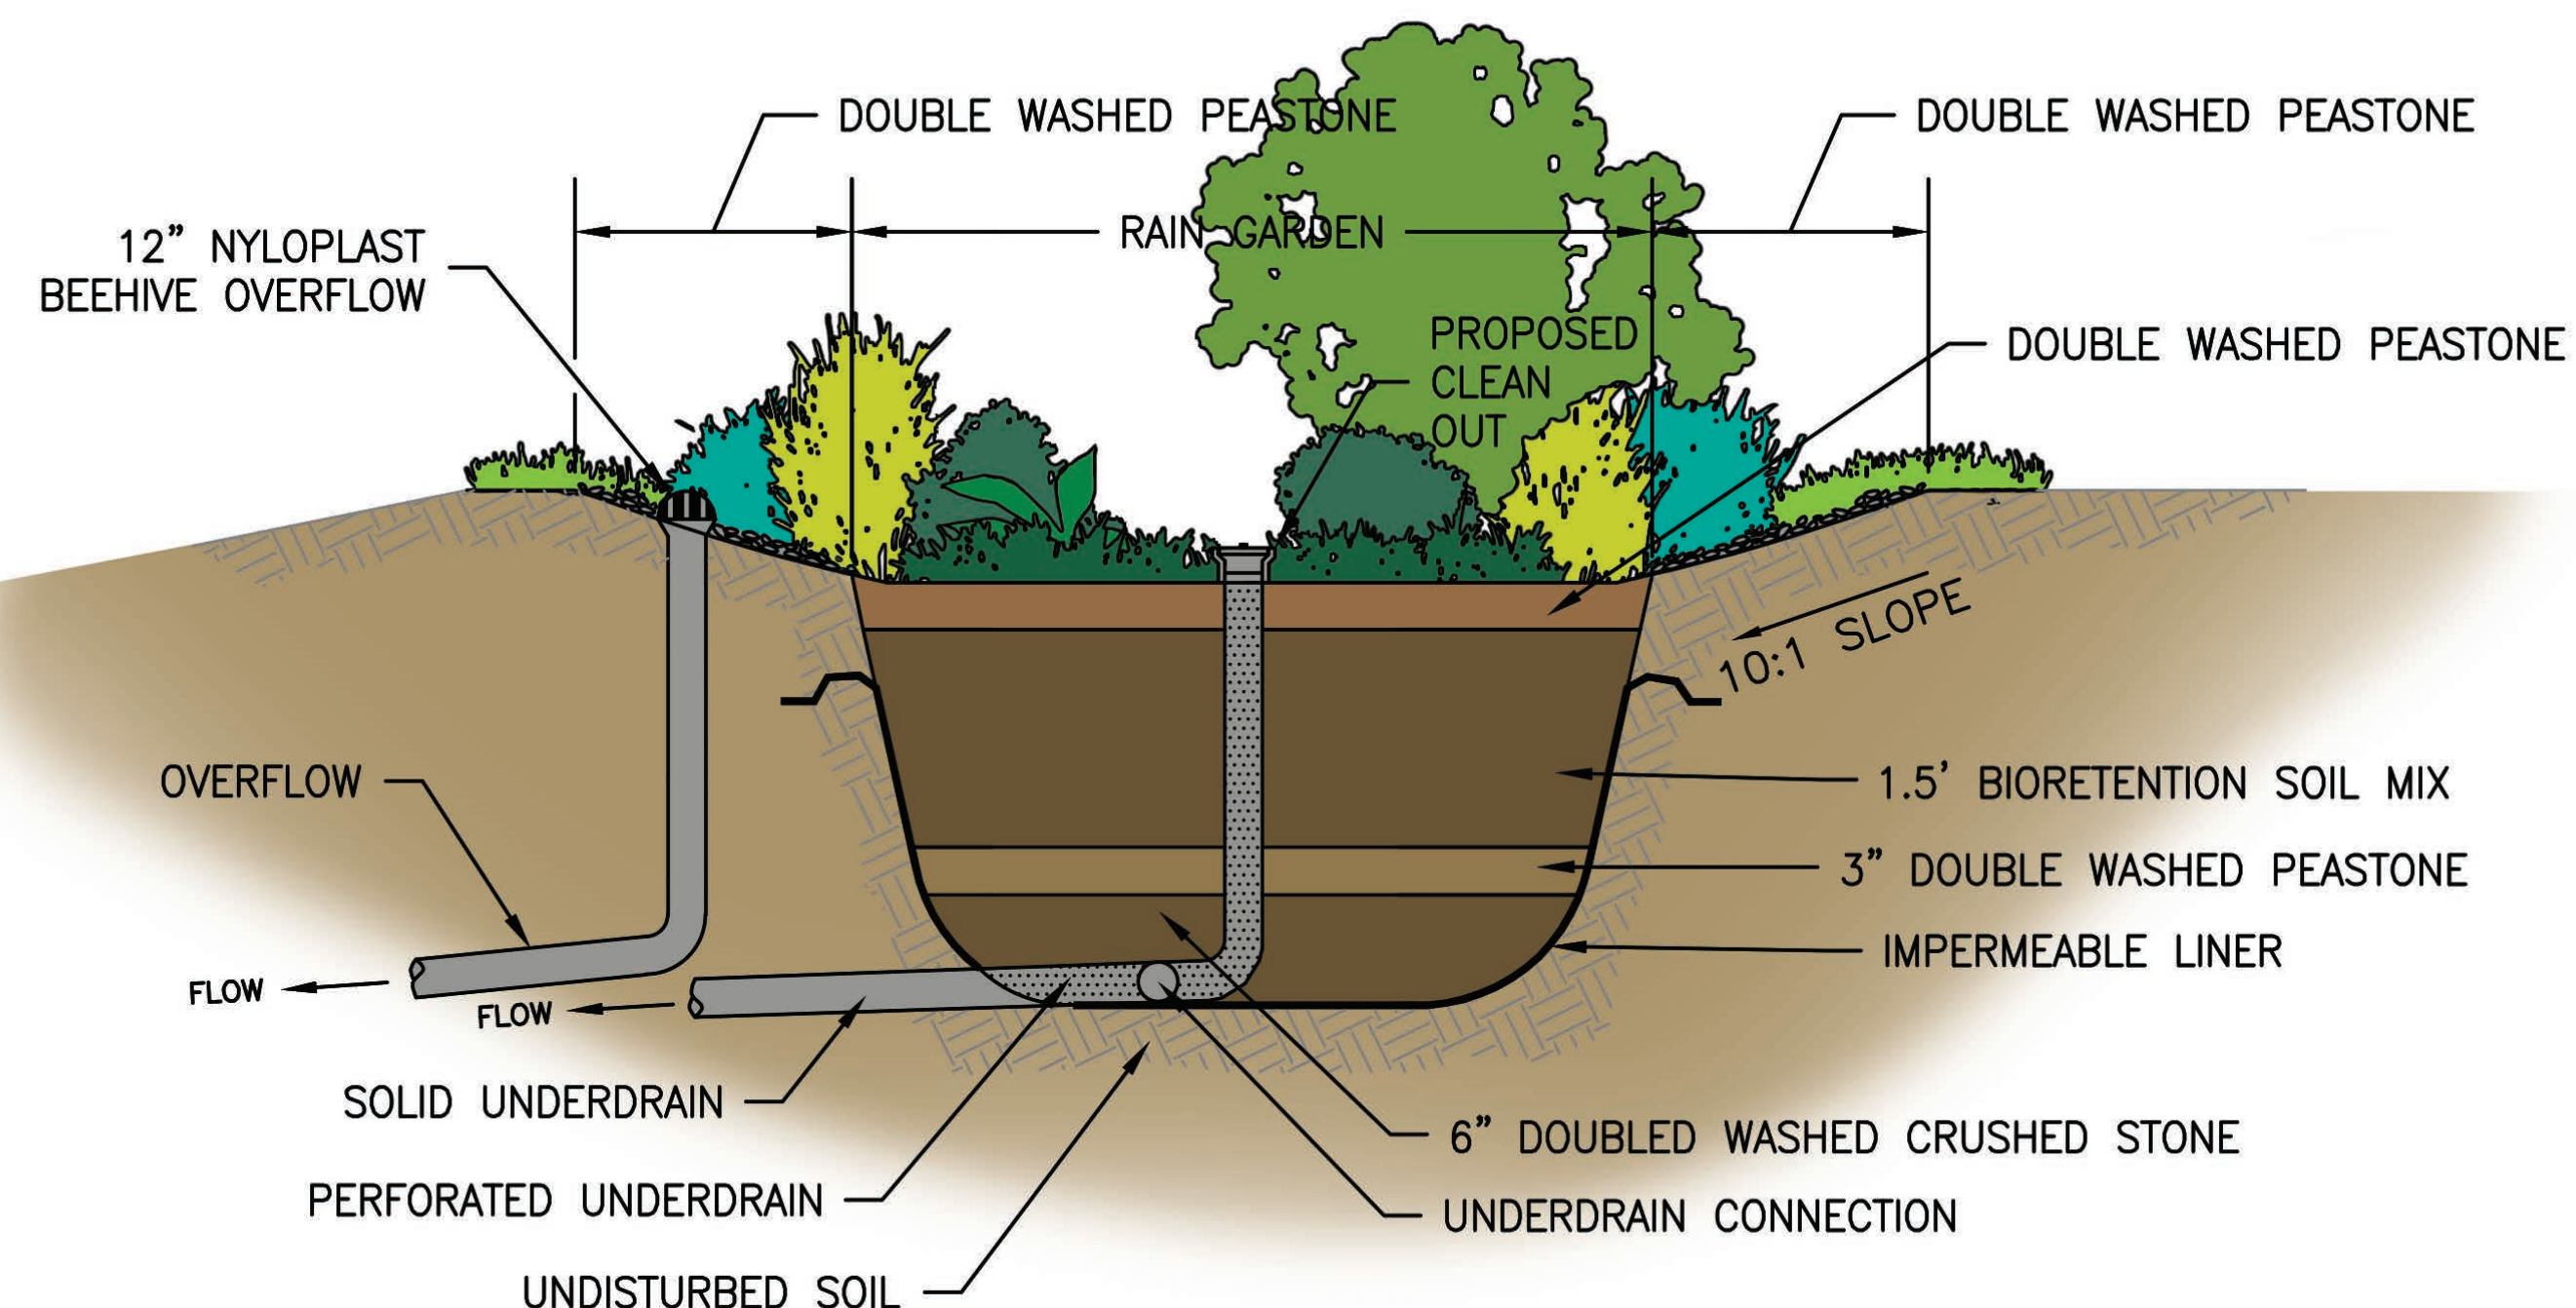 DOUBLE WASHED PEASTONE
DOUBLE WASHED PEASTONE
12” NYLOPLAST
BEEHIVE OVERFLOW
RAIN GARDEN
PROPOSED
CLEAN
OUT
DOUBLE WASHED PEASTONE
10:1 SLOPE
OVERFLOW
1.5’ BIORETENTION SOIL MIX
3” DOUBLE WASHED PEASTONE
IMPERMEABLE LINER
FLOW
FLOW
SOLID UNDERDRAIN
6” DOUBLED WASHED CRUSHED STONE
PERFORATED UNDERDRAIN
UNDERDRAIN CONNECTION
UNDISTURBED SOIL